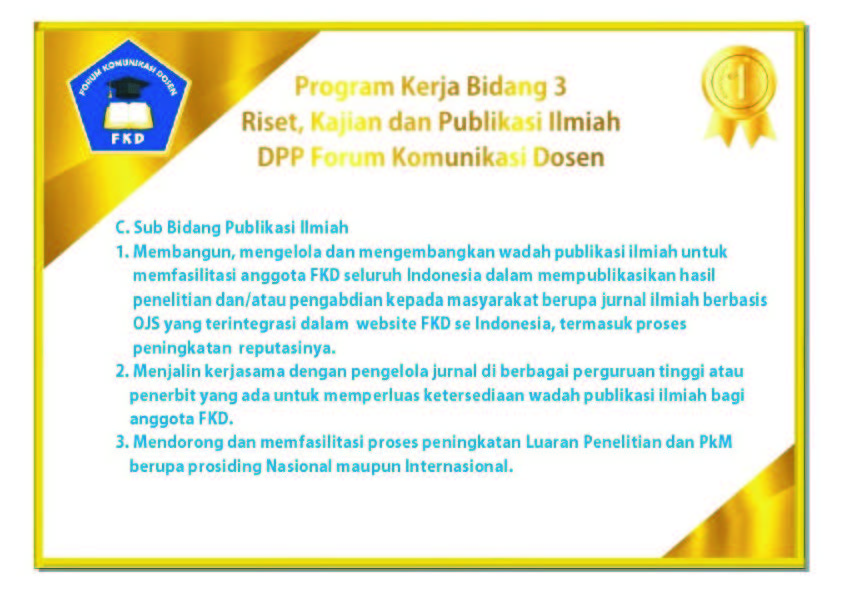 FORUM KOMUNIKASI DOSEN
FKD
1
Program Kerja Bidang 3
Riset, Kajian dan Publikasi Ilmiah
DPP Forum Komunikasi Dosen
C. Sub Bidang Publikasi Ilmiah
1. Membangun, mengelola dan mengembangkan wadah publikasi ilmiah untuk
memfasilitasi anggota FKD seluruh Indonesia dalam mempublikasikan hasil
penelitian dan/atau pengabdian kepada masyarakat berupa jurnal ilmiah berbasis
OJS yang terintegrasi dalam website FKD se Indonesia, termasuk proses
peningkatan reputasinya.
2. Menjalin kerjasama dengan pengelola jurnal di berbagai perguruan tinggi atau
penerbit yang ada untuk memperluas ketersediaan wadah publikasi ilmiah bagi
anggota FKD.
3. Mendorong dan memfasilitasi proses peningkatan Luaran Penelitian dan PkM
berupa prosiding Nasional maupun Internasional.